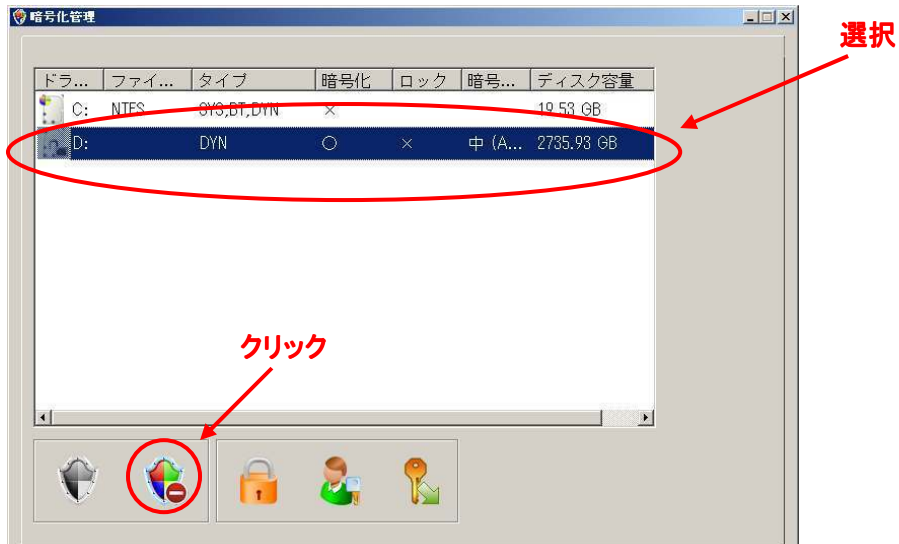 暗号化管理
選択
ドラ... ファイ... タイプ 暗号化 ロック 暗号... ディスク容量
C: NTFS SYS,BT,DYN × 19.53 GB
D: DYN ○ × 中 (A... 2735.93 GB
クリック